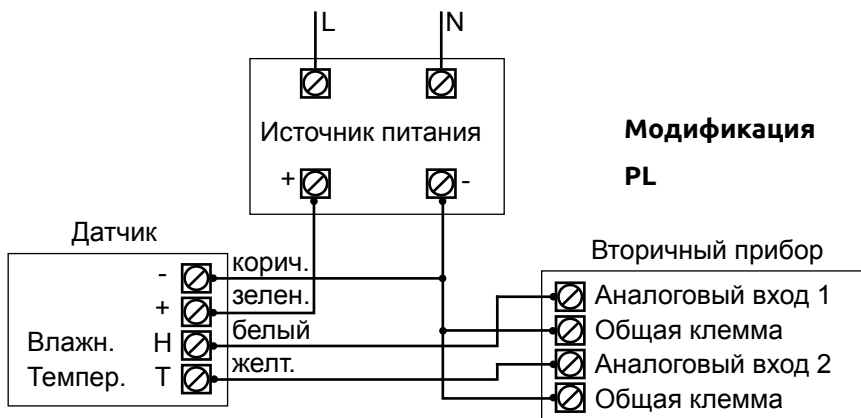 L N
Источник питания
+ -
Модификация
PL
Датчик
- корич.
+ зелен.
Влажн. H белый
Темпер. T желт.
Вторичный прибор
Аналоговый вход 1
Общая клемма
Аналоговый вход 2
Общая клемма